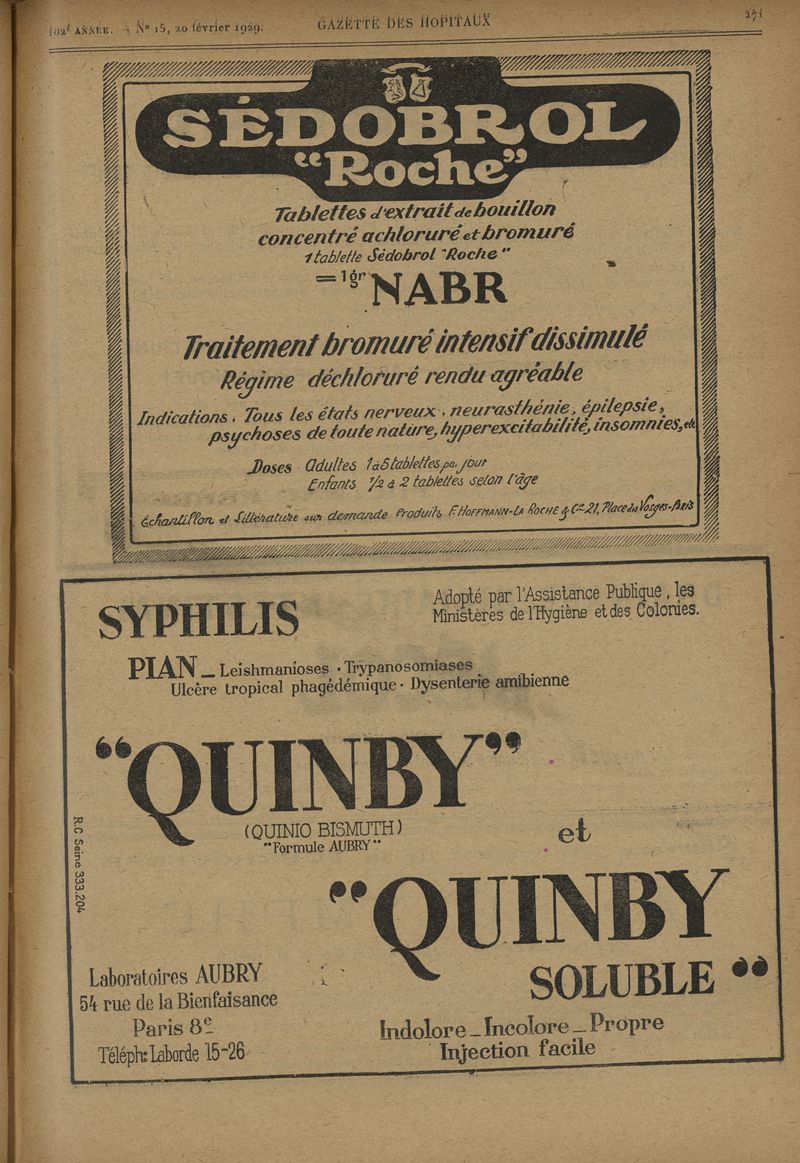 102e ANNÉE. — N° 15, 20 février 1929.
GAZETTE DES HOPITAUX
271
SÉDOBROL
"Roche"
Tablettes d'extrait de bouillon
concentré achloruré et bromuré
1 tablette Sédobrol "Roche"
= 1 gr NABR
Traitement bromuré intensif dissimulé
Régime déchloruré rendu agréable
Indications. Tous les états nerveux, neurasthénie, épilepsie,
psychoses de toute nature, hyperexcitabilité, insomnies, etc
Doses Adultes 1 à 5 tablettes par jour
Enfants 1/2 à 2 tablettes selon l'âge
Echantillon et Littérature sur demande Produits F. HOFFMANN-LA ROCHE & Cie 21, Place des Vosges-Paris
SYPHILIS
Adopté par l'Assistance Publique, les
Ministères de l'Hygiène et des Colonies.
PIAN _ Leishmanioses · Trypanosomiases
Ulcère tropical phagédémique · Dysenterie amibienne
"QUINBY"
(QUINIO BISMUTH)
"Formule AUBRY"
et
"QUINBY
SOLUBLE"
R.C Seine 333.204
Laboratoires AUBRY
54 rue de la Bienfaisance
Paris 8e
Téléph: Laborde 15-26
Indolore _ Incolore _ Propre
Injection facile